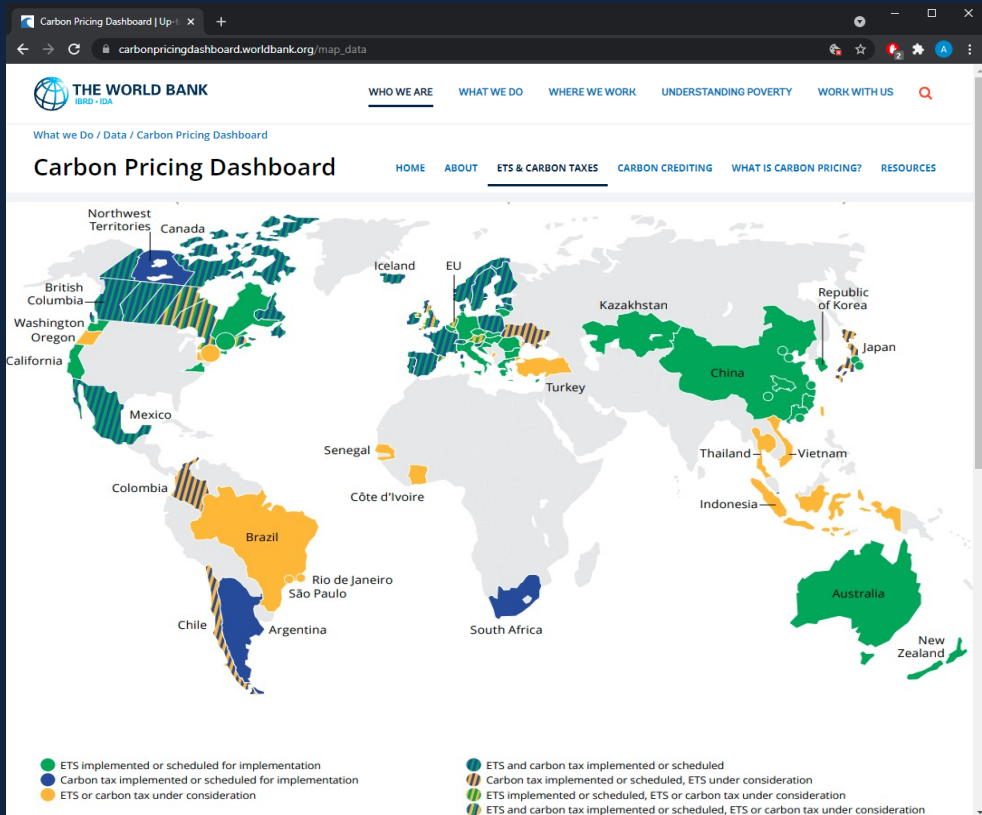 Carbon Pricing Dashboard | Up-t
carbonpricingdashboard.worldbank.org/map_data
2
A
THE WORLD BANK
IBRD • IDA
WHO WE ARE WHAT WE DO WHERE WE WORK UNDERSTANDING POVERTY WORK WITH US
What we Do / Data / Carbon Pricing Dashboard
Carbon Pricing Dashboard
HOME ABOUT ETS & CARBON TAXES CARBON CREDITING WHAT IS CARBON PRICING? RESOURCES
Northwest
Territories
Canada
Iceland
EU
British
Columbia
Kazakhstan
Republic
of Korea
Washington
Oregon
California
Japan
China
Turkey
Mexico
Senegal
Thailand
Vietnam
Colombia
Côte d’Ivoire
Indonesia
Brazil
Rio de Janeiro
São Paulo
Australia
Chile
Argentina
South Africa
New
Zealand
ETS implemented or scheduled for implementation
Carbon tax implemented or scheduled for implementation
ETS or carbon tax under consideration
ETS and carbon tax implemented or scheduled
Carbon tax implemented or scheduled, ETS under consideration
ETS implemented or scheduled, ETS or carbon tax under consideration
ETS and carbon tax implemented or scheduled, ETS or carbon tax under consideration